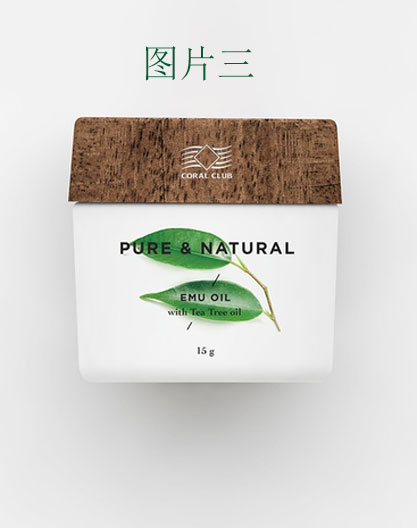 图片三
CORAL CLUB
PURE & NATURAL
EMU OIL
with Tea Tree oil
15 g